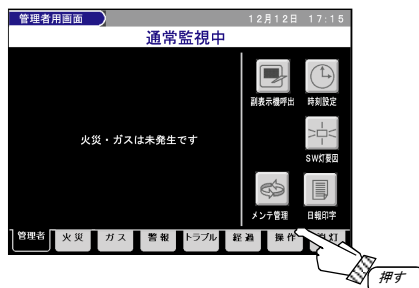 管理者用画面
12月12日 17:15
通常監視中
副表示機呼出
時刻設定
火災・ガスは未発生です
SW灯要因
メンテ管理
日報印字
管理者
火災
ガス
警報
トラブル
経過
操作
消灯
押す